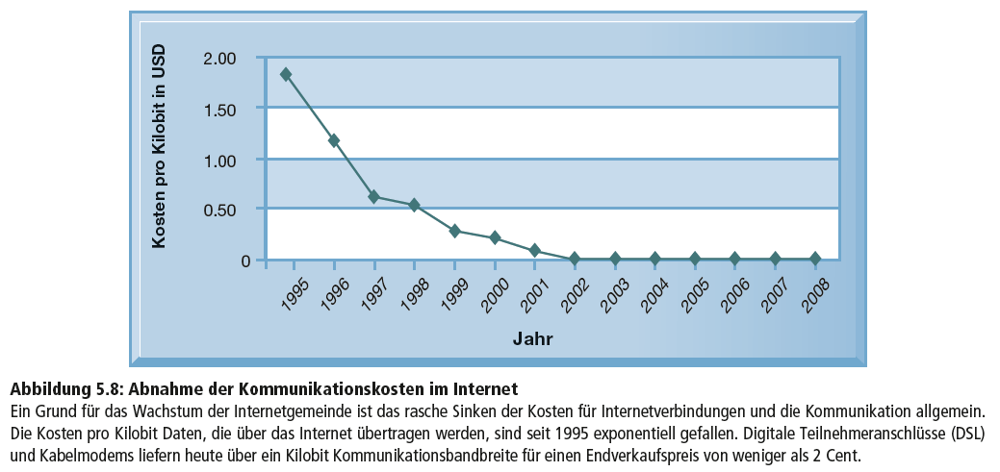 Kosten pro Kilobit in USD
2.00
1.50
1.00
0.50
0
1995 1996 1997 1998 1999 2000 2001 2002 2003 2004 2005 2006 2007 2008
Jahr
Abbildung 5.8: Abnahme der Kommunikationskosten im Internet
Ein Grund für das Wachstum der Internetgemeinde ist das rasche Sinken der Kosten für Internetverbindungen und die Kommunikation allgemein.
Die Kosten pro Kilobit Daten, die über das Internet übertragen werden, sind seit 1995 exponentiell gefallen. Digitale Teilnehmeranschlüsse (DSL)
und Kabelmodems liefern heute über ein Kilobit Kommunikationsbandbreite für einen Endverkaufspreis von weniger als 2 Cent.